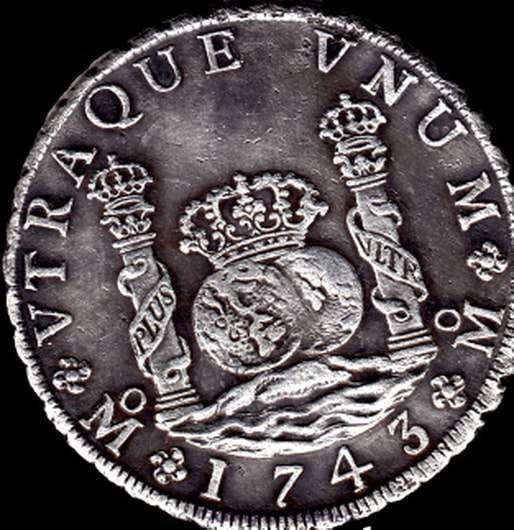 VTRAQUE VNUM
Mº 1743 Mº
PLUS
VLTR